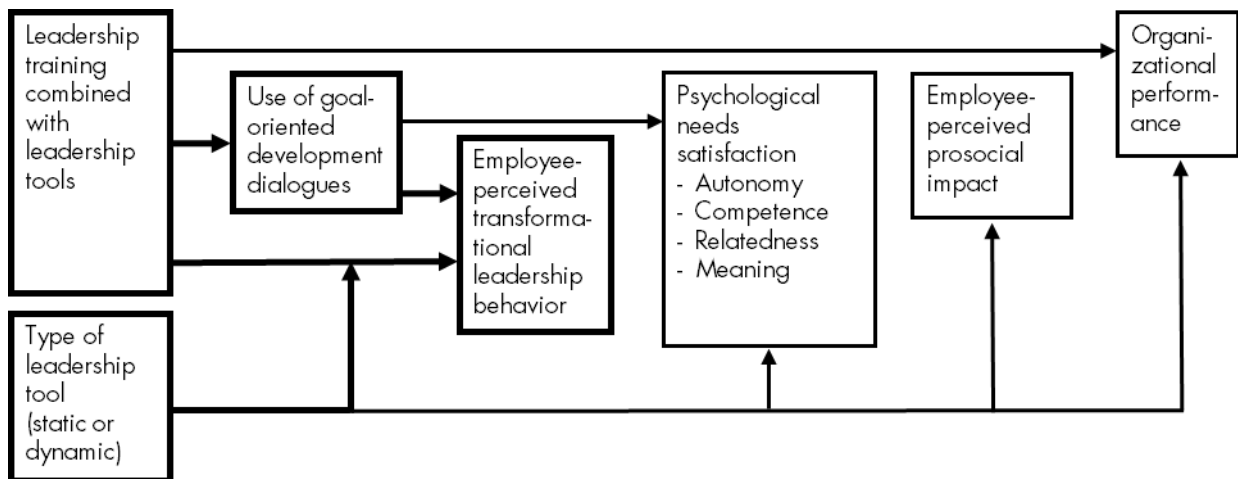 Leadership
training
combined
with
leadership
tools
Use of goal-
oriented
development
dialogues
Employee-
perceived
transforma-
tional
leadership
behavior
Psychological
needs
satisfaction
- Autonomy
- Competence
- Relatedness
- Meaning
Employee-
perceived
prosocial
impact
Organi-
zational
perform-
ance
Type of
leadership
tool
(static or
dynamic)